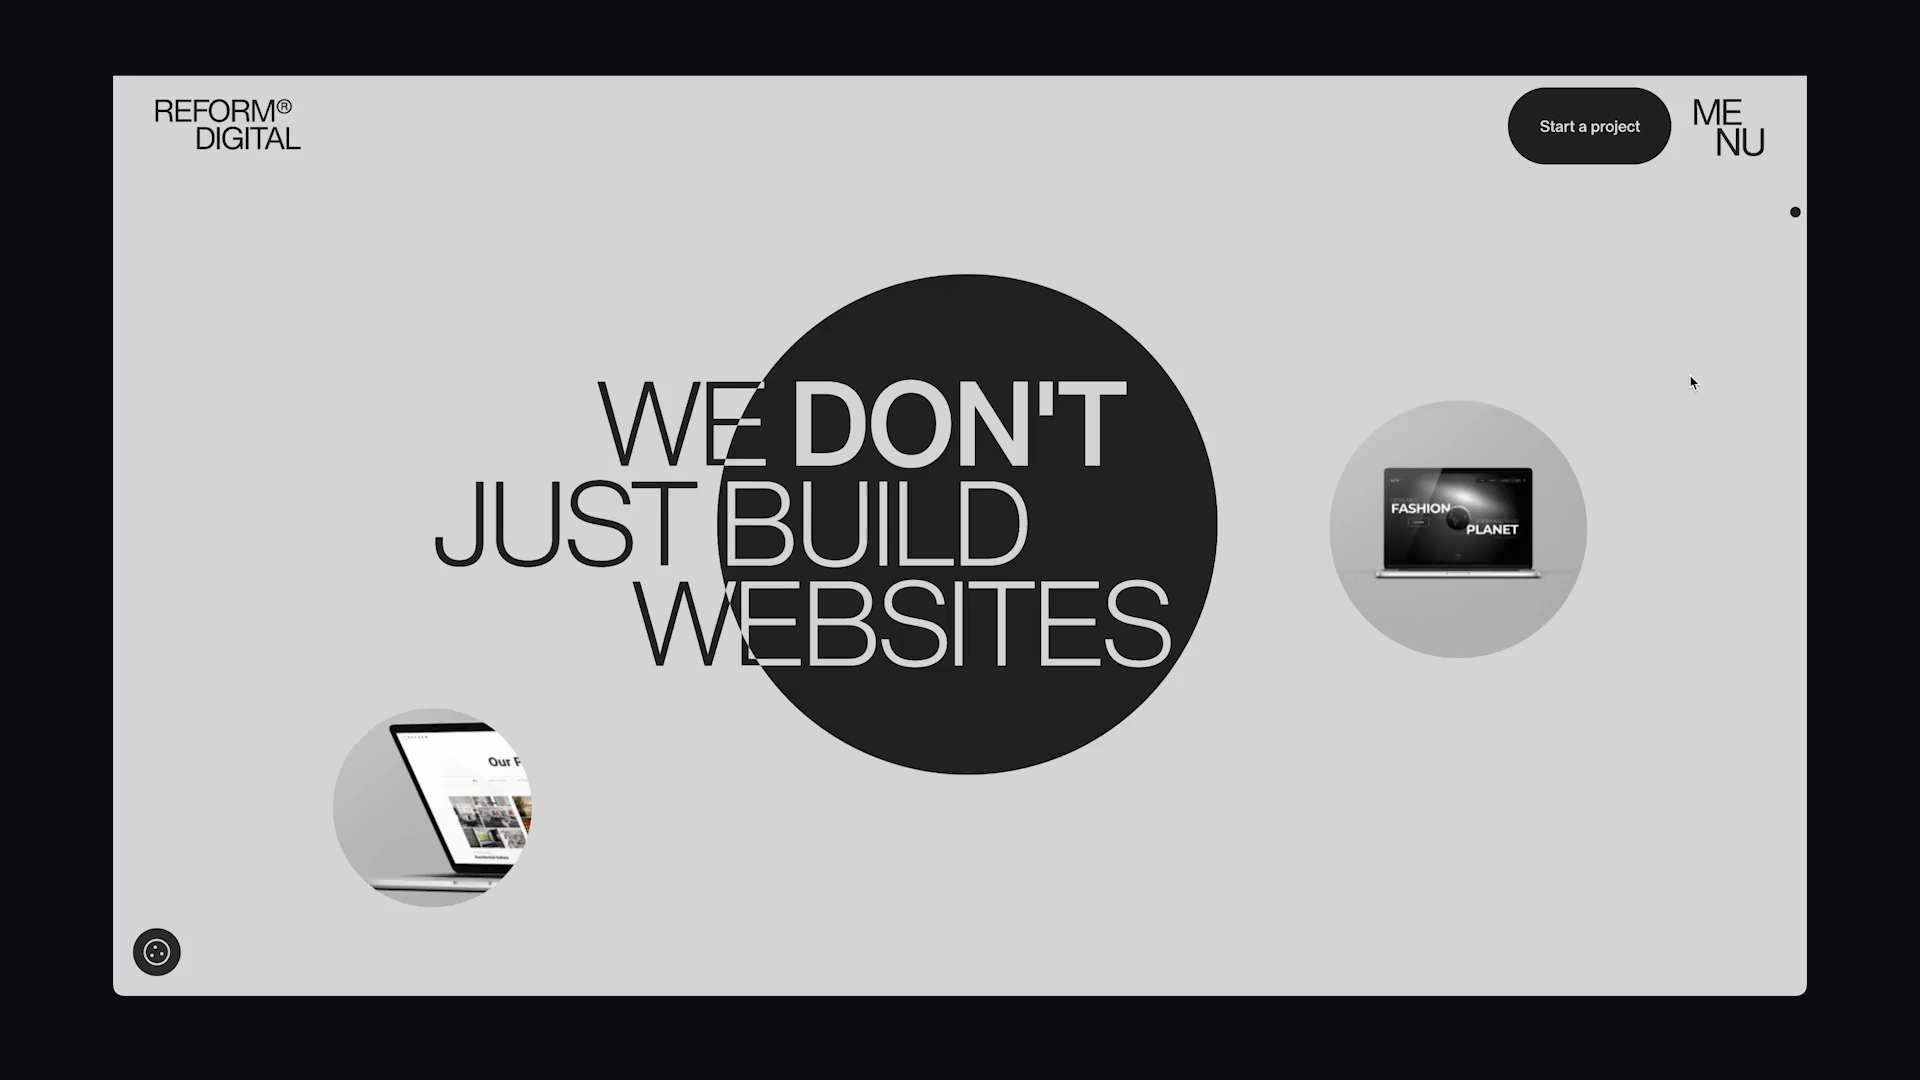 REFORM®
DIGITAL
Start a project
ME
NU
WE DON'T
JUST BUILD
WEBSITES
FASHION
PLANET
Our F